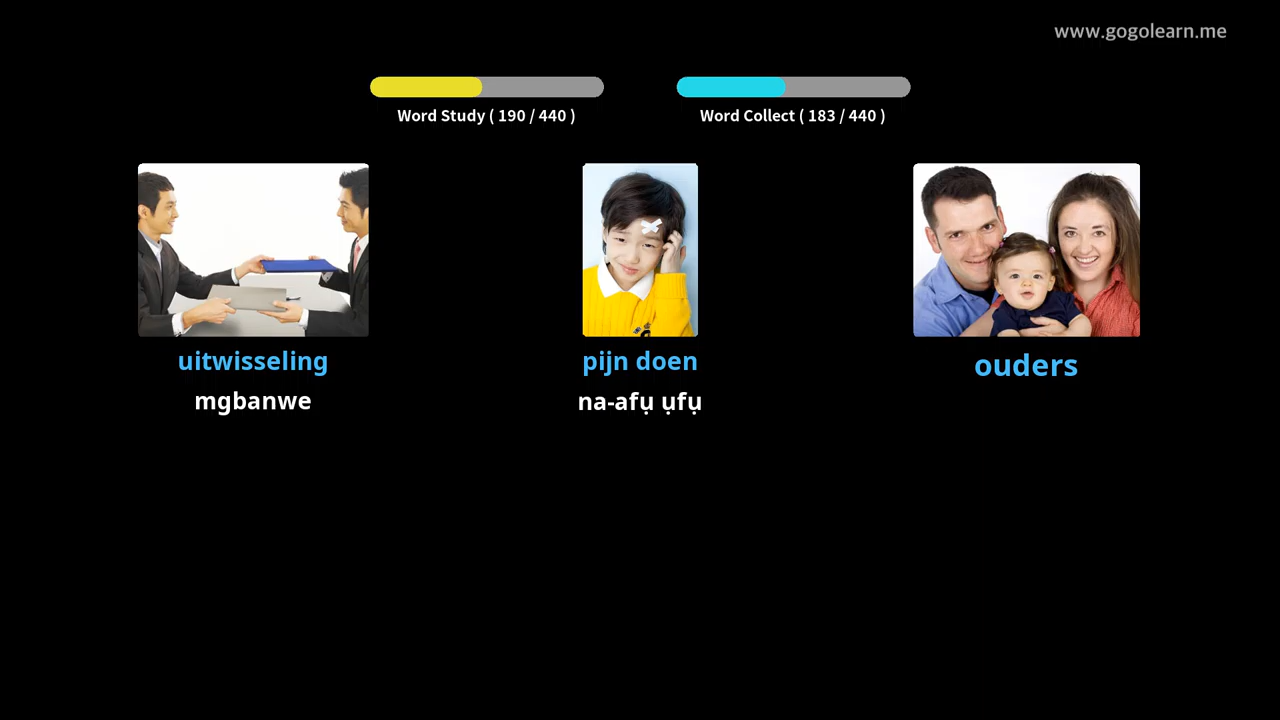 www.gogolearn.me
Word Study ( 190 / 440 )
Word Collect ( 183 / 440 )
uitwisseling
pijn doen
ouders
mgbanwe
na-afụ ụfụ